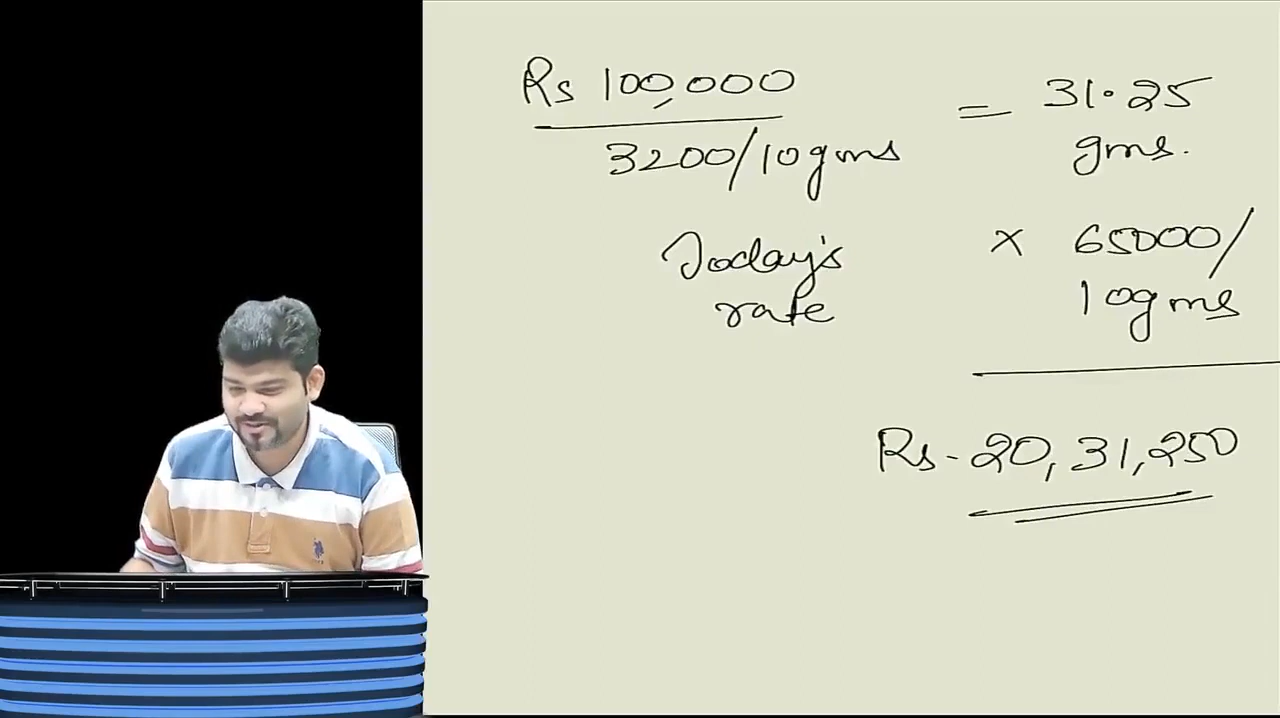 Rs 100,000 = 31.25
3200/10gms gms.
Today's × 65000/
rate 10gms
Rs - 20,31,250